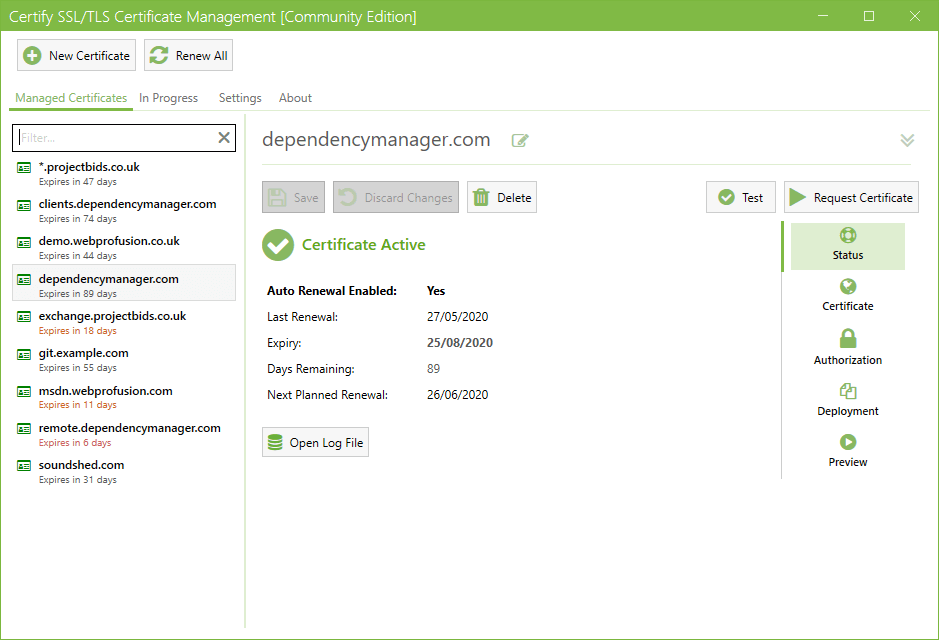 Certify SSL/TLS Certificate Management [Community Edition]
New Certificate
Renew All
Managed Certificates
In Progress
Settings
About
Filter...
*.projectbids.co.uk
Expires in 47 days
clients.dependencymanager.com
Expires in 74 days
demo.webprofusion.co.uk
Expires in 44 days
dependencymanager.com
Expires in 89 days
exchange.projectbids.co.uk
Expires in 18 days
git.example.com
Expires in 55 days
msdn.webprofusion.com
Expires in 11 days
remote.dependencymanager.com
Expires in 6 days
soundshed.com
Expires in 31 days
dependencymanager.com
Save
Discard Changes
Delete
Test
Request Certificate
Certificate Active
Auto Renewal Enabled: Yes
Last Renewal: 27/05/2020
Expiry: 25/08/2020
Days Remaining: 89
Next Planned Renewal: 26/06/2020
Open Log File
Status
Certificate
Authorization
Deployment
Preview